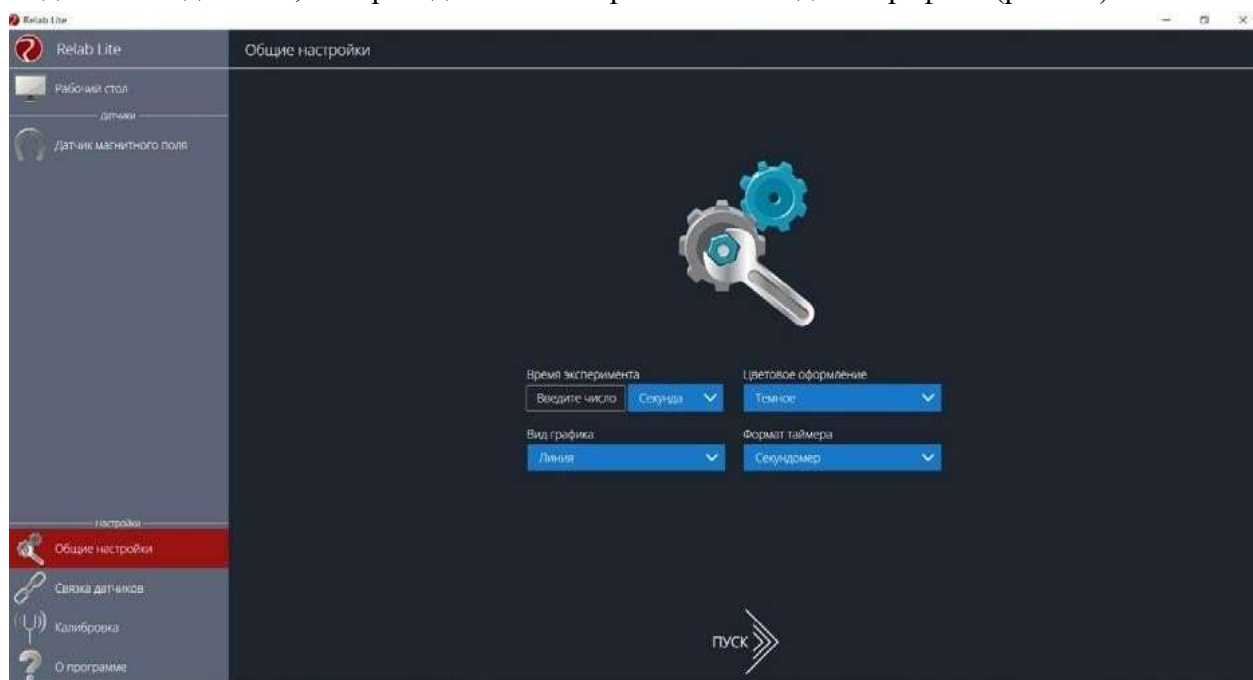 Relab Lite
Relab Lite
Общие настройки
Рабочий стол
Датчики
Датчик магнитного поля
Время эксперимента
Цветовое оформление
Введите число
Секунда
Темное
Вид графика
Формат таймера
Линия
Секундомер
Настройки
Общие настройки
Связка датчиков
Калибровка
О программе
ПУСК